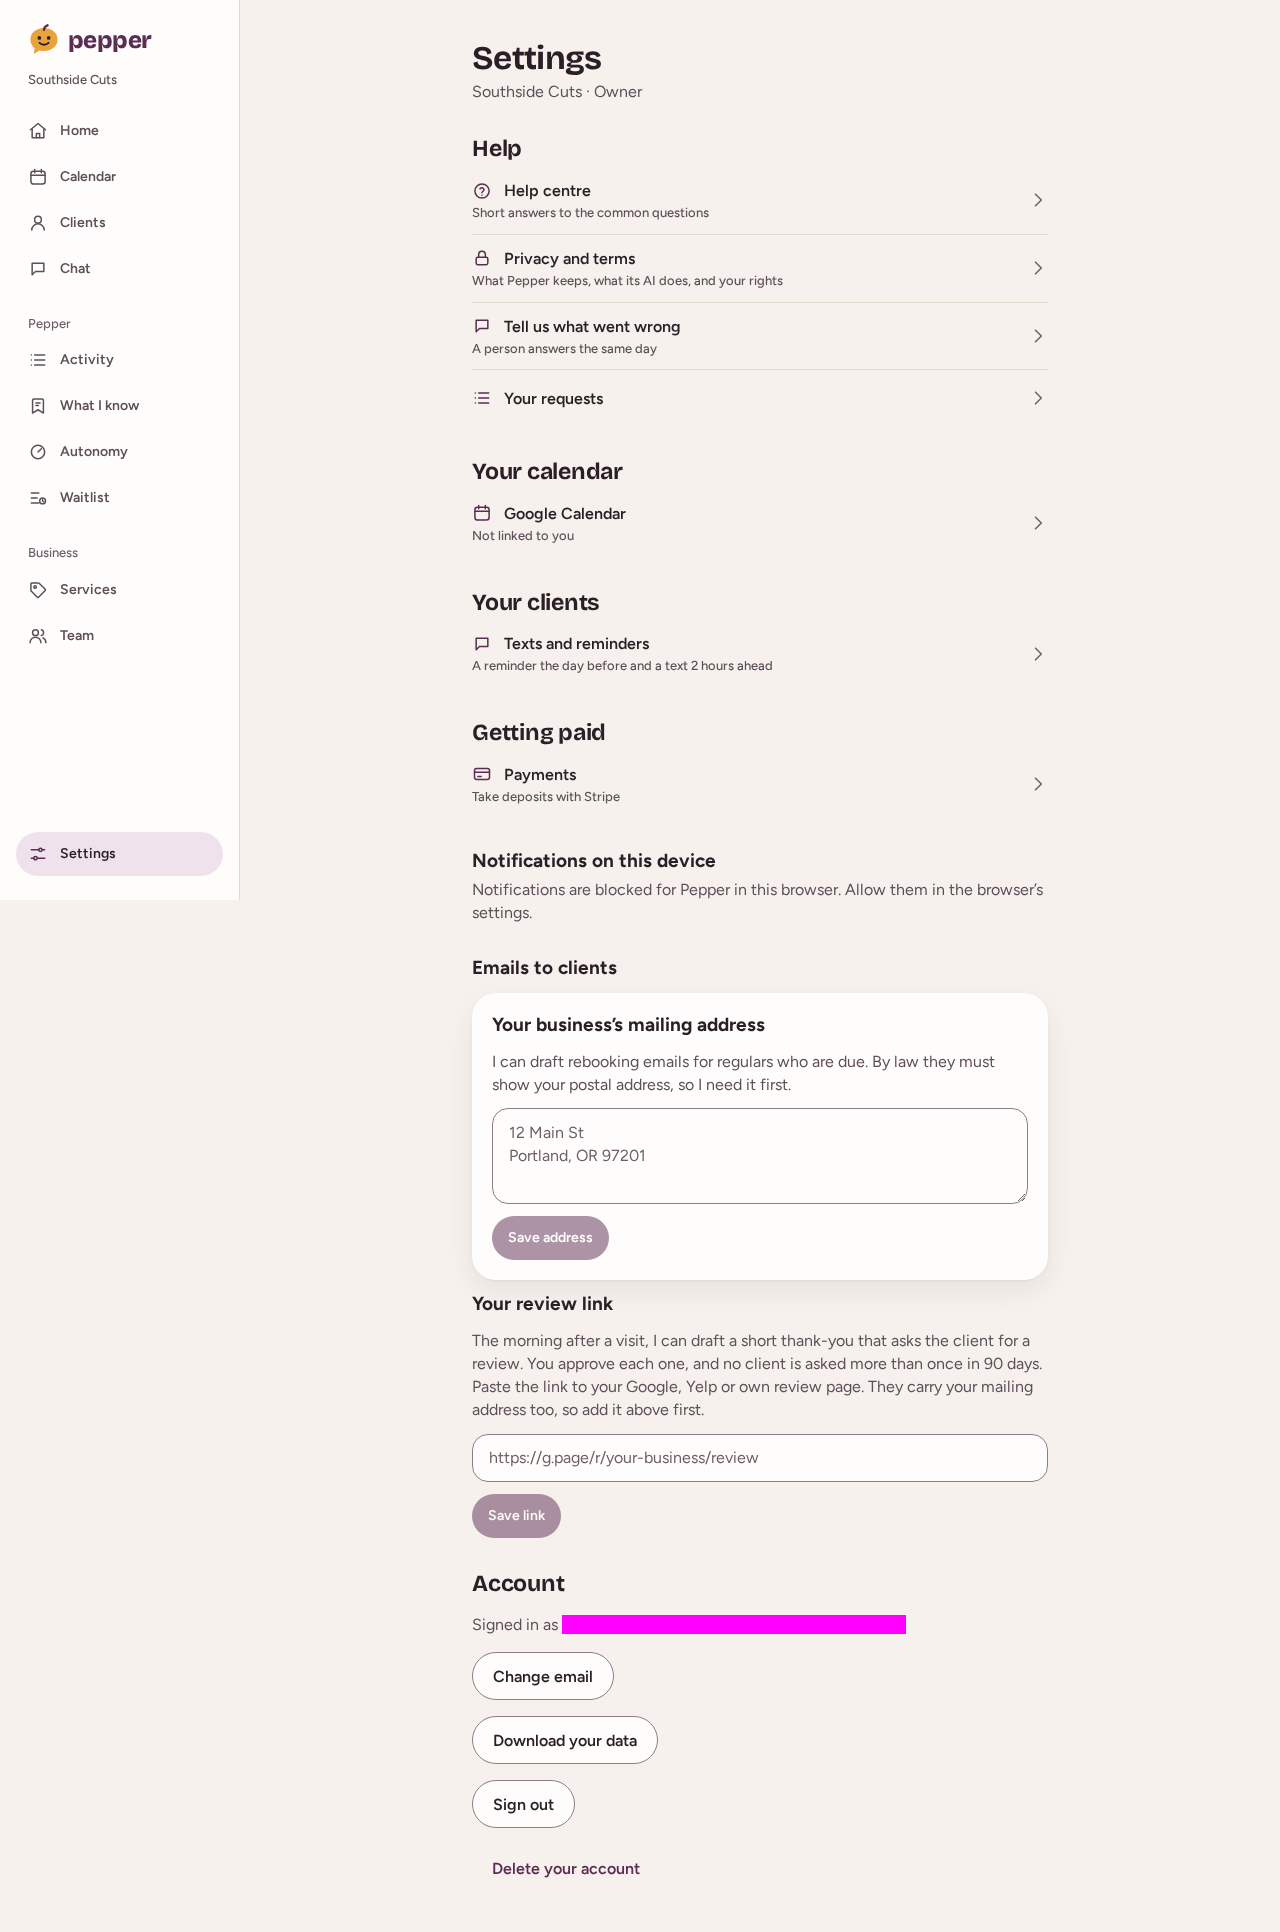 pepper
Southside Cuts
Home
Calendar
Clients
Chat
Pepper
Activity
What I know
Autonomy
Waitlist
Business
Services
Team
Settings
Settings
Southside Cuts · Owner
Help
Help centre
Short answers to the common questions
Privacy and terms
What Pepper keeps, what its AI does, and your rights
Tell us what went wrong
A person answers the same day
Your requests
Your calendar
Google Calendar
Not linked to you
Your clients
Texts and reminders
A reminder the day before and a text 2 hours ahead
Getting paid
Payments
Take deposits with Stripe
Notifications on this device
Notifications are blocked for Pepper in this browser. Allow them in the browser’s
settings.
Emails to clients
Your business’s mailing address
I can draft rebooking emails for regulars who are due. By law they must
show your postal address, so I need it first.
12 Main St
Portland, OR 97201
Save address
Your review link
The morning after a visit, I can draft a short thank-you that asks the client for a
review. You approve each one, and no client is asked more than once in 90 days.
Paste the link to your Google, Yelp or own review page. They carry your mailing
address too, so add it above first.
https://g.page/r/your-business/review
Save link
Account
Signed in as
Change email
Download your data
Sign out
Delete your account